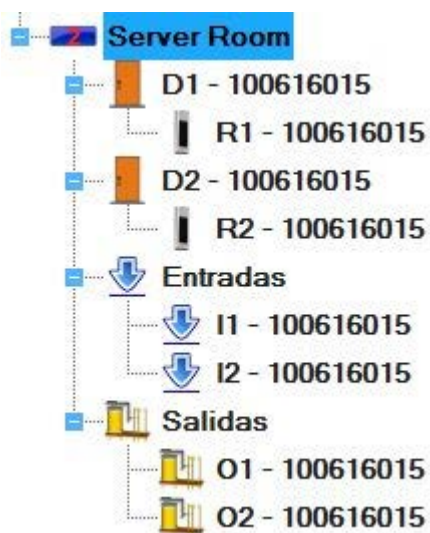 2 Server Room
D1 - 100616015
R1 - 100616015
D2 - 100616015
R2 - 100616015
Entradas
I1 - 100616015
I2 - 100616015
Salidas
O1 - 100616015
O2 - 100616015